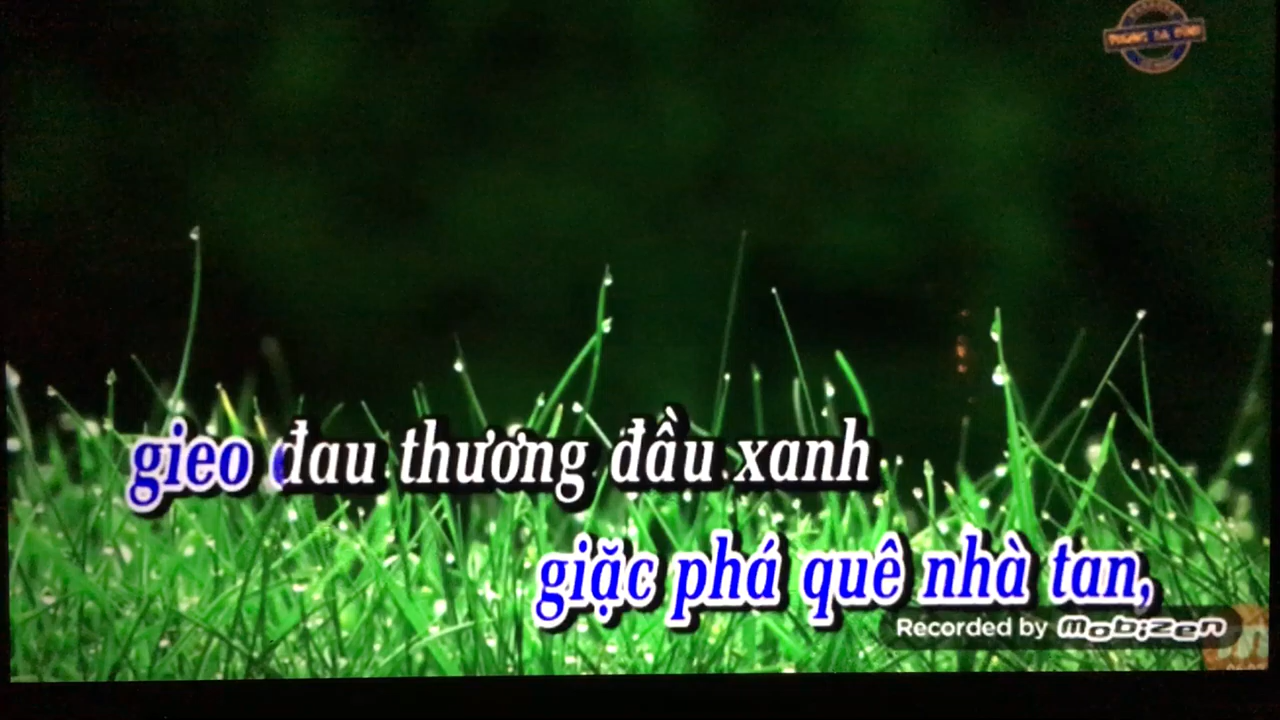 gieo đau thương đầu xanh
giặc phá quê nhà tan,
Recorded by mobizen